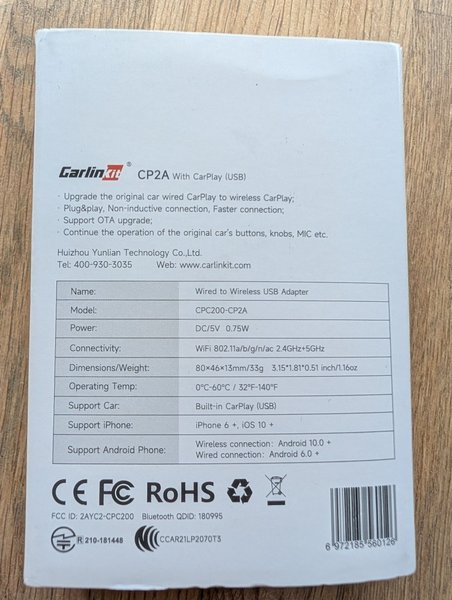 Carlinkit CP2A With CarPlay (USB)
· Upgrade the original car wired CarPlay to wireless CarPlay;
· Plug&play, Non-inductive connection, Faster connection;
· Support OTA upgrade;
· Continue the operation of the original car's buttons, knobs, MIC etc.
Huizhou Yunlian Technology Co.,Ltd.
Tel: 400-930-3035 Web: www.carlinkit.com
Name: Wired to Wireless USB Adapter
Model: CPC200-CP2A
Power: DC/5V 0.75W
Connectivity: WiFi 802.11a/b/g/n/ac 2.4GHz+5GHz
Dimensions/Weight: 80×46×13mm/33g 3.15*1.81*0.51 inch/1.16oz
Operating Temp: 0°C-60°C / 32°F-140°F
Support Car: Built-in CarPlay (USB)
Support iPhone: iPhone 6 +, iOS 10 +
Support Android Phone: Wireless connection: Android 10.0 +
Wired connection: Android 6.0 +
CE FC RoHS
FCC ID: 2AYC2-CPC200 Bluetooth QDID: 180995
R 210-181448 CCAR21LP2070T3
6 972185 560126